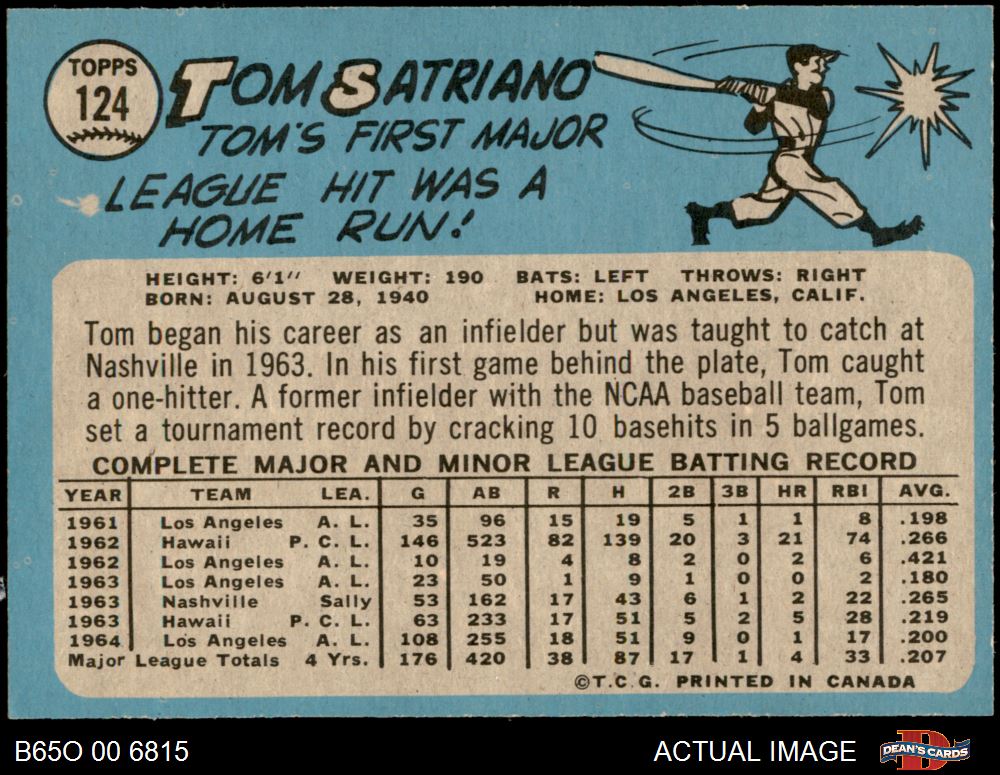 TOPPS
124
TOM SATRIANO
TOM'S FIRST MAJOR
LEAGUE HIT WAS A
HOME RUN!
HEIGHT: 6'1" WEIGHT: 190 BATS: LEFT THROWS: RIGHT
BORN: AUGUST 28, 1940 HOME: LOS ANGELES, CALIF.
Tom began his career as an infielder but was taught to catch at
Nashville in 1963. In his first game behind the plate, Tom caught
a one-hitter. A former infielder with the NCAA baseball team, Tom
set a tournament record by cracking 10 basehits in 5 ballgames.
COMPLETE MAJOR AND MINOR LEAGUE BATTING RECORD
YEAR TEAM LEA. G AB R H 2B 3B HR RBI AVG.
1961 Los Angeles A. L. 35 96 15 19 5 1 1 8 .198
1962 Hawaii P. C. L. 146 523 82 139 20 3 21 74 .266
1962 Los Angeles A. L. 10 19 4 8 2 0 2 6 .421
1963 Los Angeles A. L. 23 50 1 9 1 0 0 2 .180
1963 Nashville Sally 53 162 17 43 6 1 2 22 .265
1963 Hawaii P. C. L. 63 233 17 51 5 2 5 28 .219
1964 Los Angeles A. L. 108 255 18 51 9 0 1 17 .200
Major League Totals 4 Yrs. 176 420 38 87 17 1 4 33 .207
©T.C.G. PRINTED IN CANADA
B65O 00 6815
ACTUAL IMAGE
DEAN'S CARDS